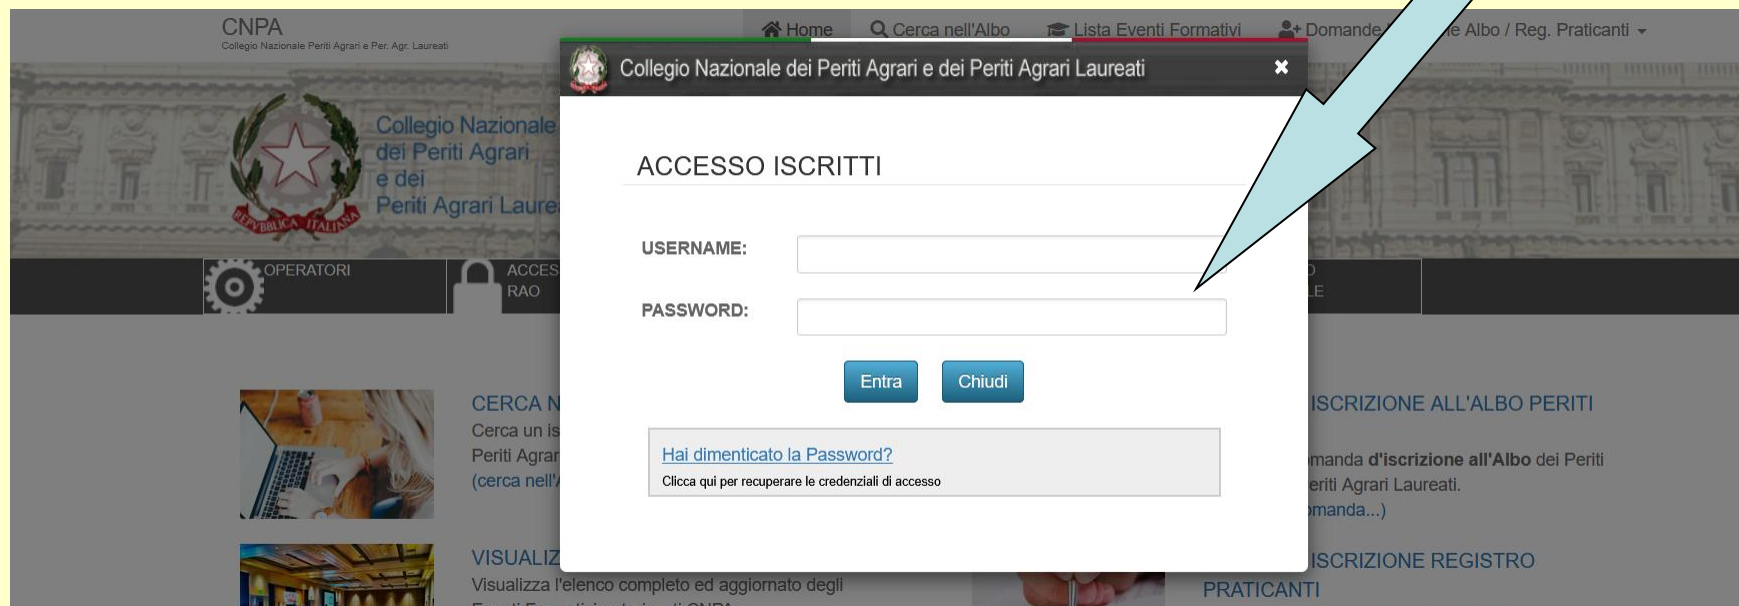 CNPA
Collegio Nazionale Periti Agrari e Per. Agr. Laureati
Home
Cerca nell'Albo
Lista Eventi Formativi
Domande
e Albo / Reg. Praticanti
Collegio Nazionale dei Periti Agrari e dei Periti Agrari Laureati
Collegio Nazionale
dei Periti Agrari
e dei
Periti Agrari Laure
REPVBBLICA ITALIANA
ACCESSO ISCRITTI
USERNAME:
PASSWORD:
Entra
Chiudi
Hai dimenticato la Password?
Clicca qui per recuperare le credenziali di accesso
OPERATORI
ACCES
RAO
LE
CERCA N
Cerca un is
Periti Agrar
(cerca nell'A
ISCRIZIONE ALL'ALBO PERITI
manda d'iscrizione all'Albo dei Periti
eriti Agrari Laureati.
omanda...)
VISUALIZ
Visualizza l'elenco completo ed aggiornato degli
ISCRIZIONE REGISTRO
PRATICANTI